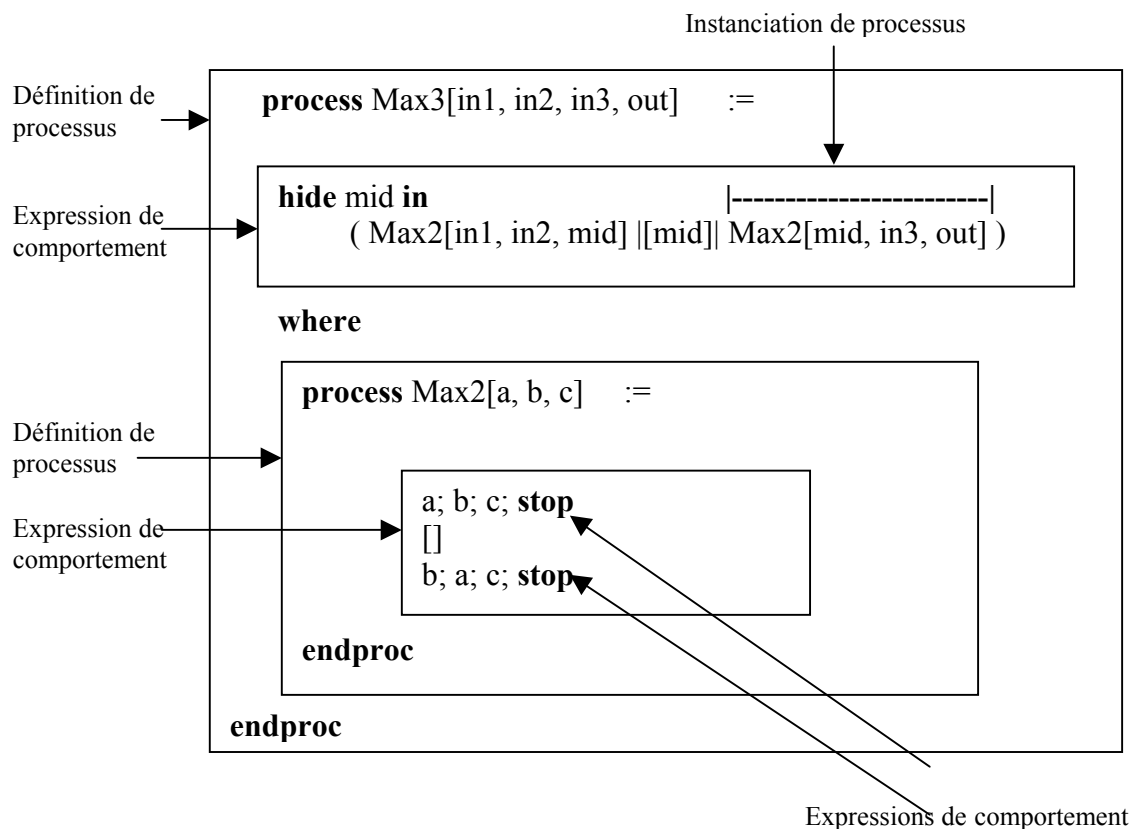 Instanciation de processus
Définition de
processus
process Max3[in1, in2, in3, out] :=
Expression de
comportement
hide mid in |------------------------|
( Max2[in1, in2, mid] |[mid]| Max2[mid, in3, out] )
where
process Max2[a, b, c] :=
Définition de
processus
Expression de
comportement
a; b; c; stop
[]
b; a; c; stop
endproc
endproc
Expressions de comportement